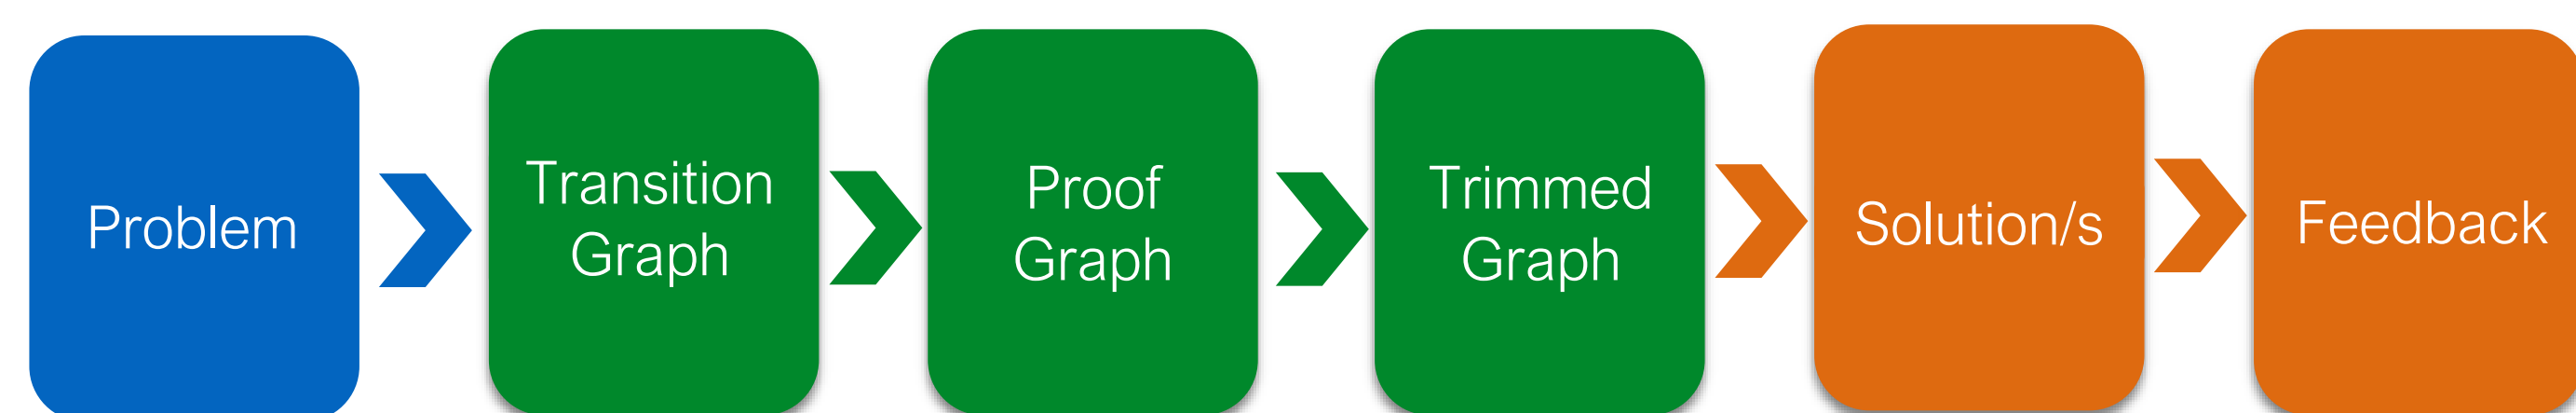 Problem
Transition
Graph
Proof
Graph
Trimmed
Graph
Solution/s
Feedback